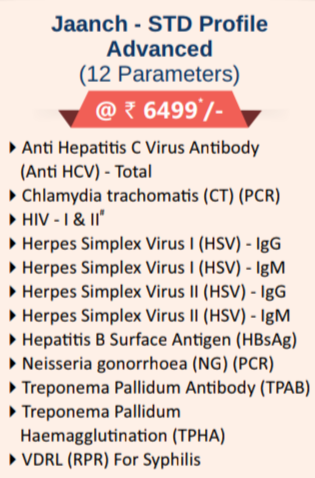 Jaanch - STD Profile
Advanced
(12 Parameters)
@ ₹ 6499*/-
Anti Hepatitis C Virus Antibody
(Anti HCV) - Total
Chlamydia trachomatis (CT) (PCR)
HIV - I & II#
Herpes Simplex Virus I (HSV) - IgG
Herpes Simplex Virus I (HSV) - IgM
Herpes Simplex Virus II (HSV) - IgG
Herpes Simplex Virus II (HSV) - IgM
Hepatitis B Surface Antigen (HBsAg)
Neisseria gonorrhoea (NG) (PCR)
Treponema Pallidum Antibody (TPAB)
Treponema Pallidum
Haemagglutination (TPHA)
VDRL (RPR) For Syphilis